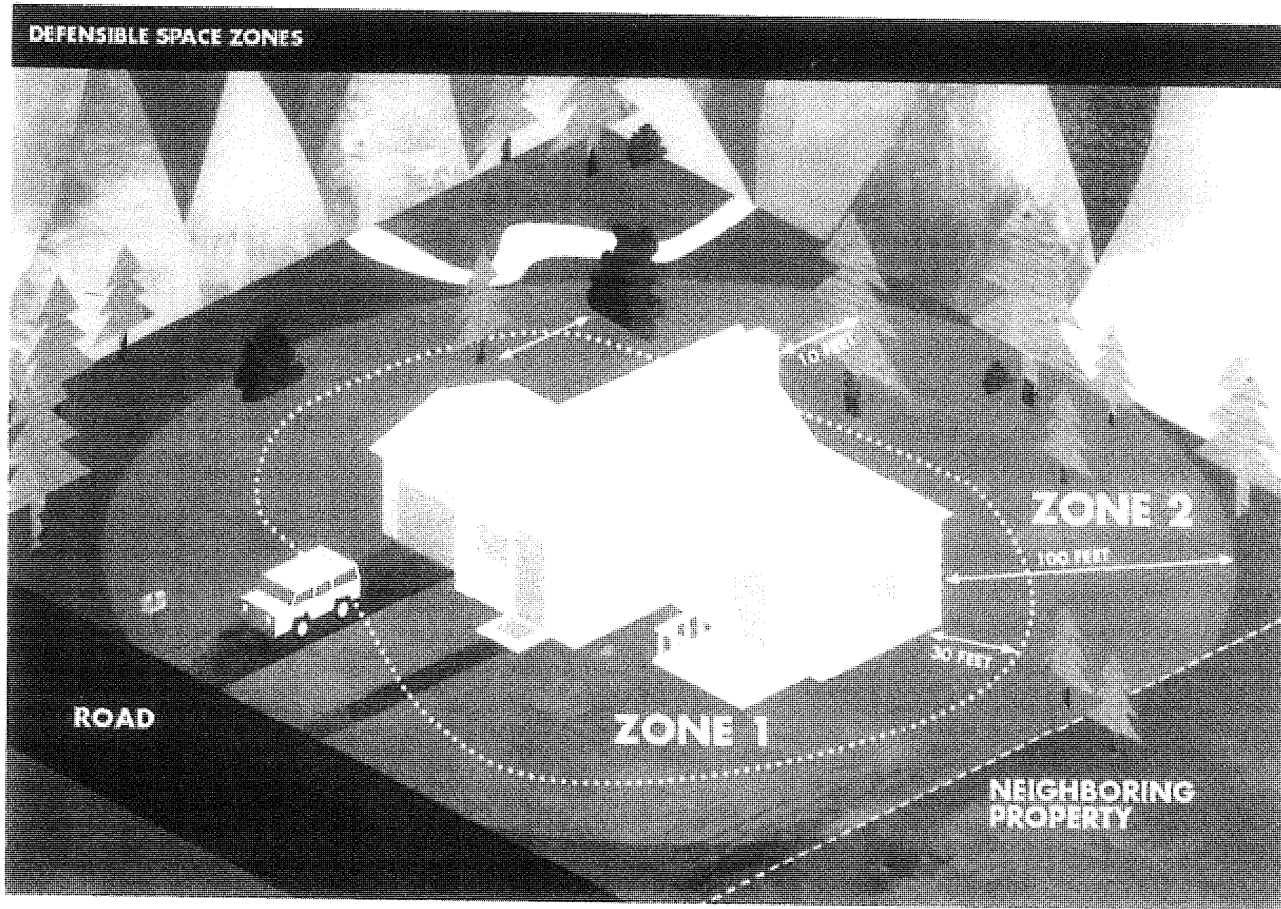 DEFENSIBLE SPACE ZONES
10 FEET
ZONE 2
100 FEET
30 FEET
ROAD
ZONE 1
NEIGHBORING
PROPERTY